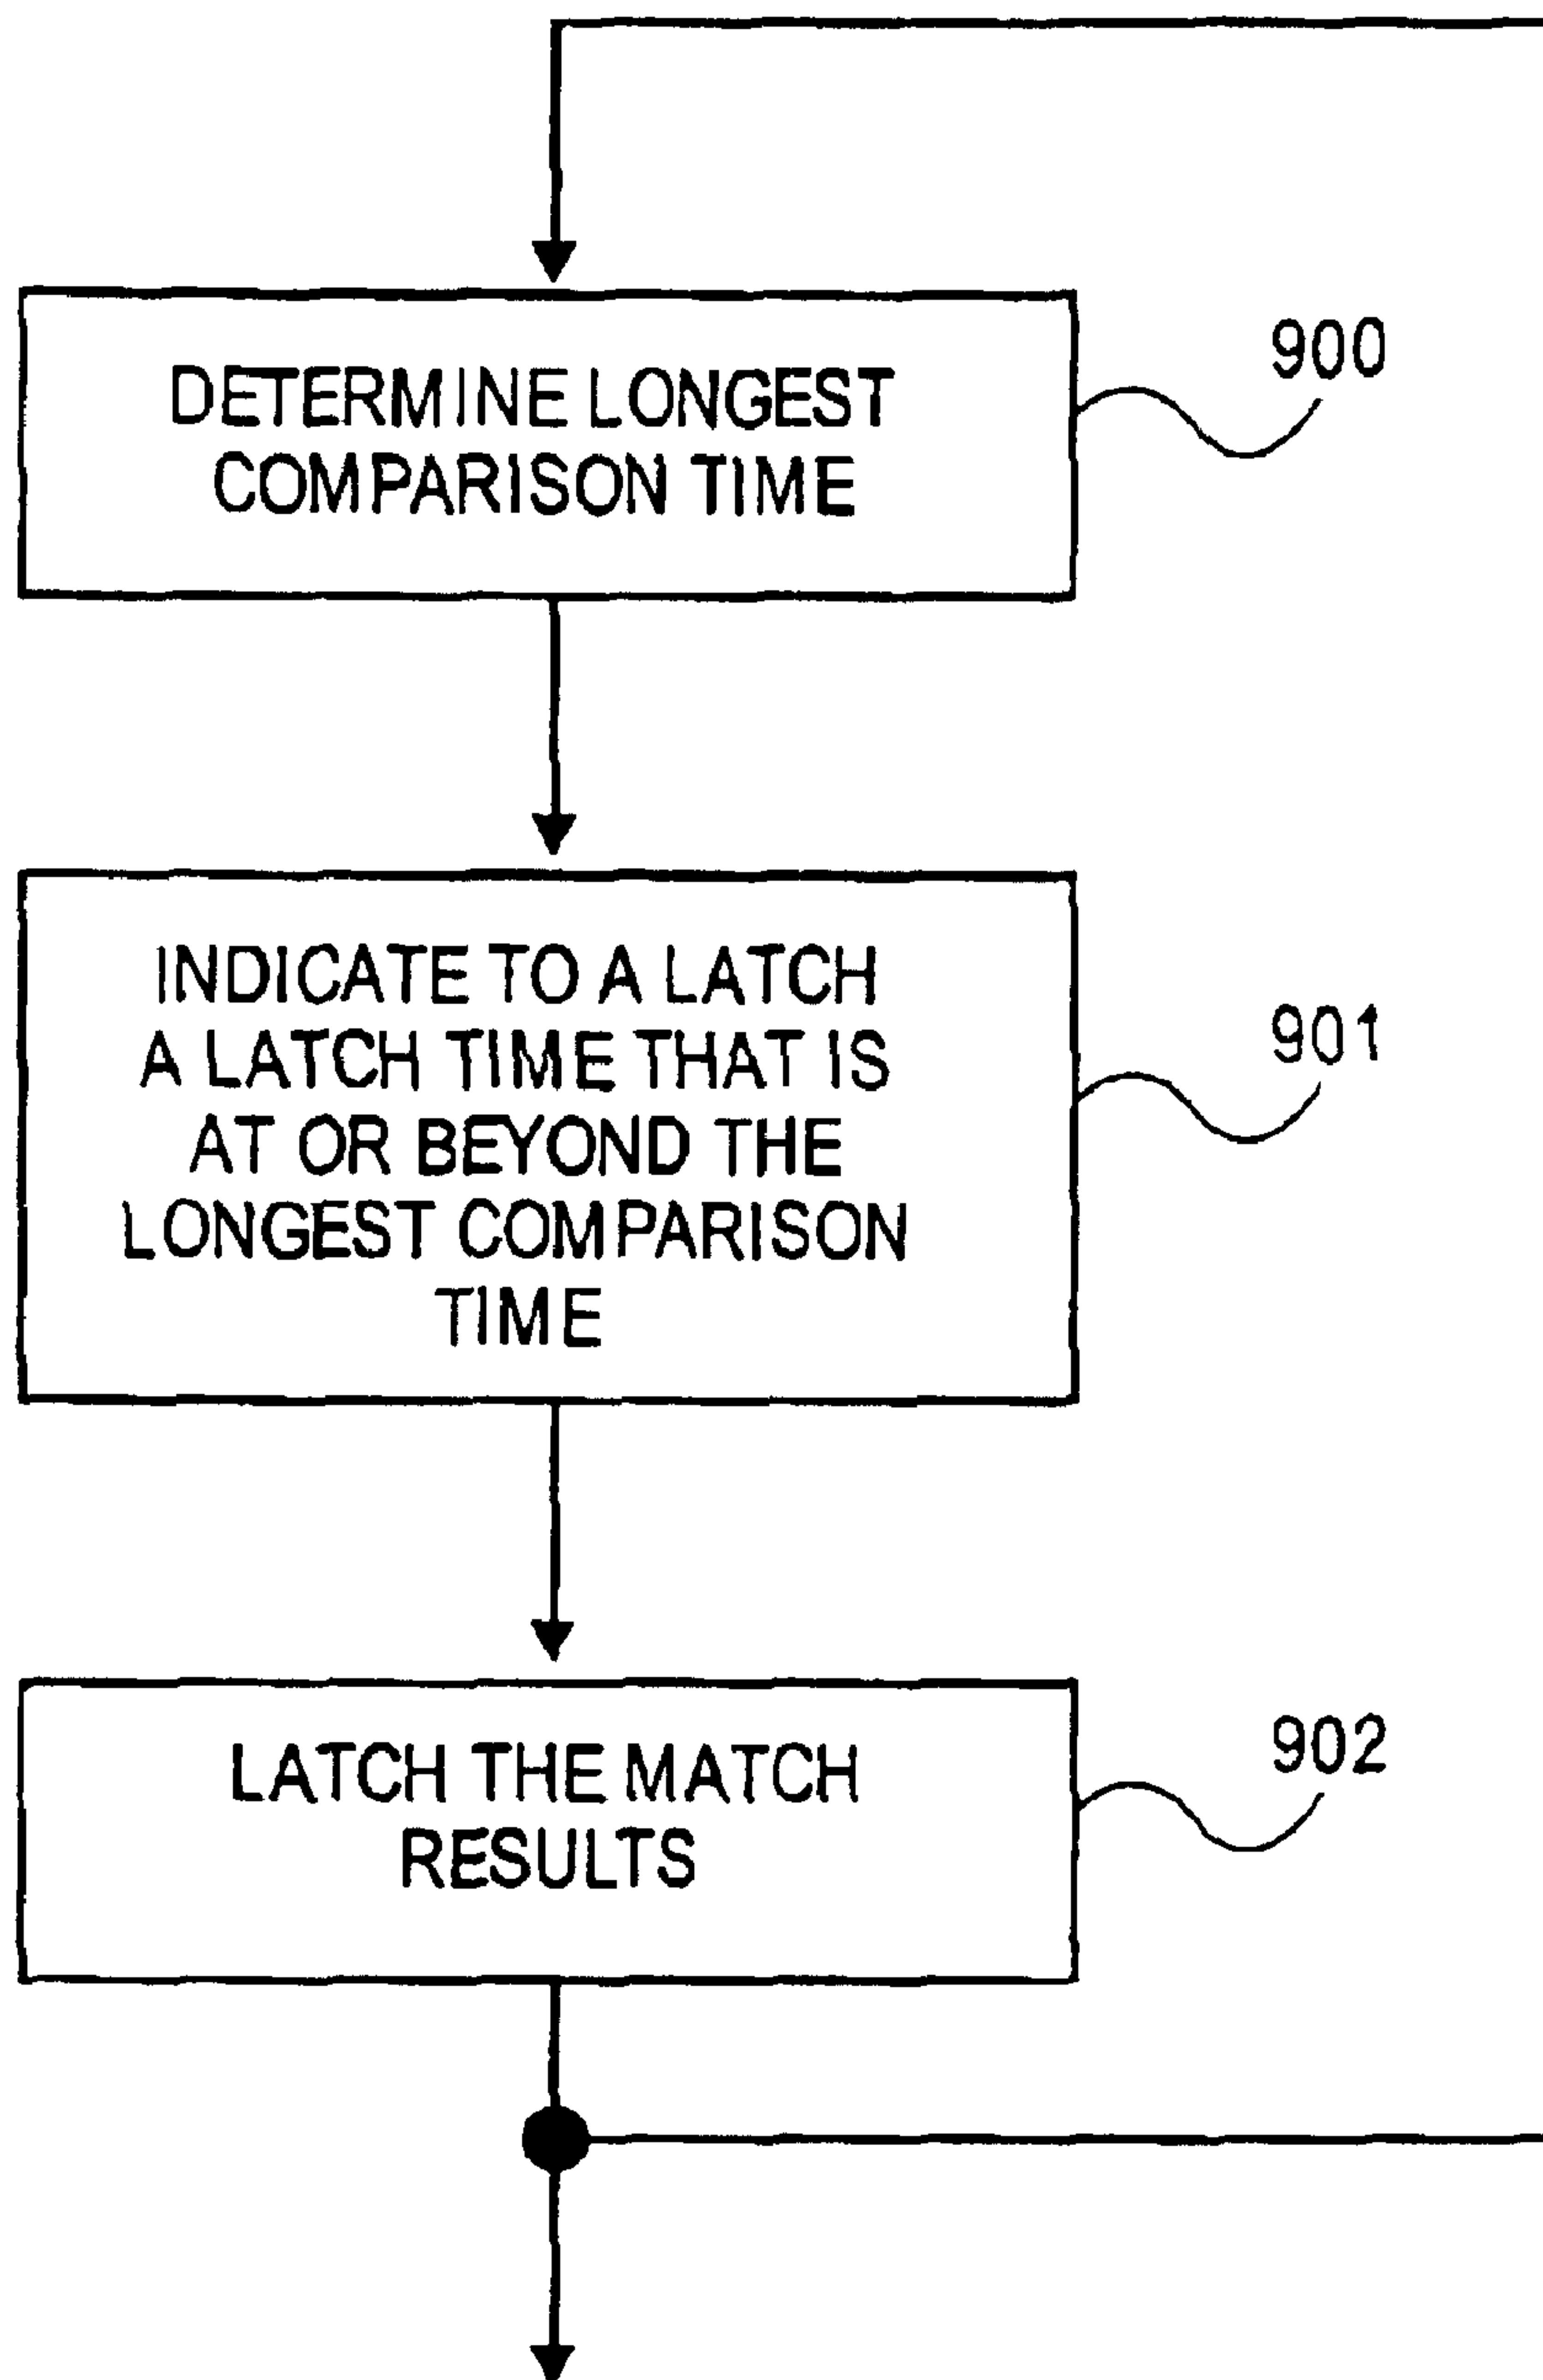 DETERMINE LONGEST
COMPARISON TIME
900
INDICATE TO A LATCH
A LATCH TIME THAT IS
AT OR BEYOND THE
LONGEST COMPARISON
TIME
901
LATCH THE MATCH
RESULTS
902